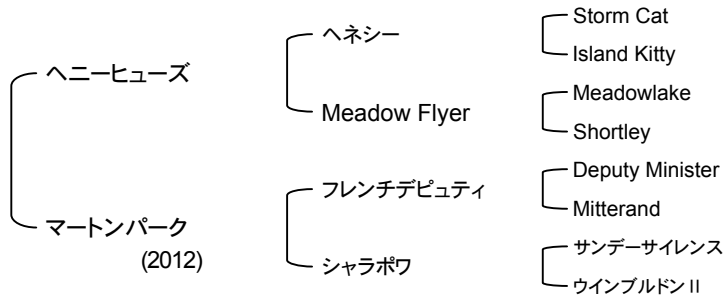 ヘニーヒューズ
マートンパーク
(2012)
ヘネシー
Meadow Flyer
フレンチデピュティ
シャラポワ
Storm Cat
Island Kitty
Meadowlake
Shortley
Deputy Minister
Mitterand
サンデーサイレンス
ウインブルドンⅡ